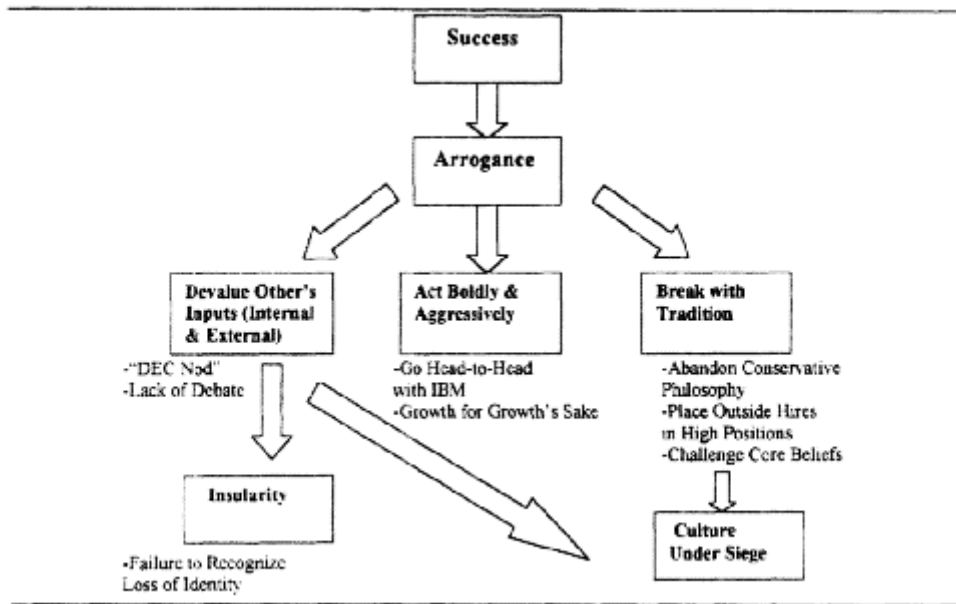 Success
Arrogance
Devalue Other's
Inputs (Internal
& External)
-"DEC Nod"
-Lack of Debate
Act Boldly &
Aggressively
-Go Head-to-Head
with IBM
-Growth for Growth's Sake
Break with
Tradition
-Abandon Conservative
Philosophy
-Place Outside Hires
in High Positions
-Challenge Core Beliefs
Insularity
-Failure to Recognize
Loss of Identity
Culture
Under Siege